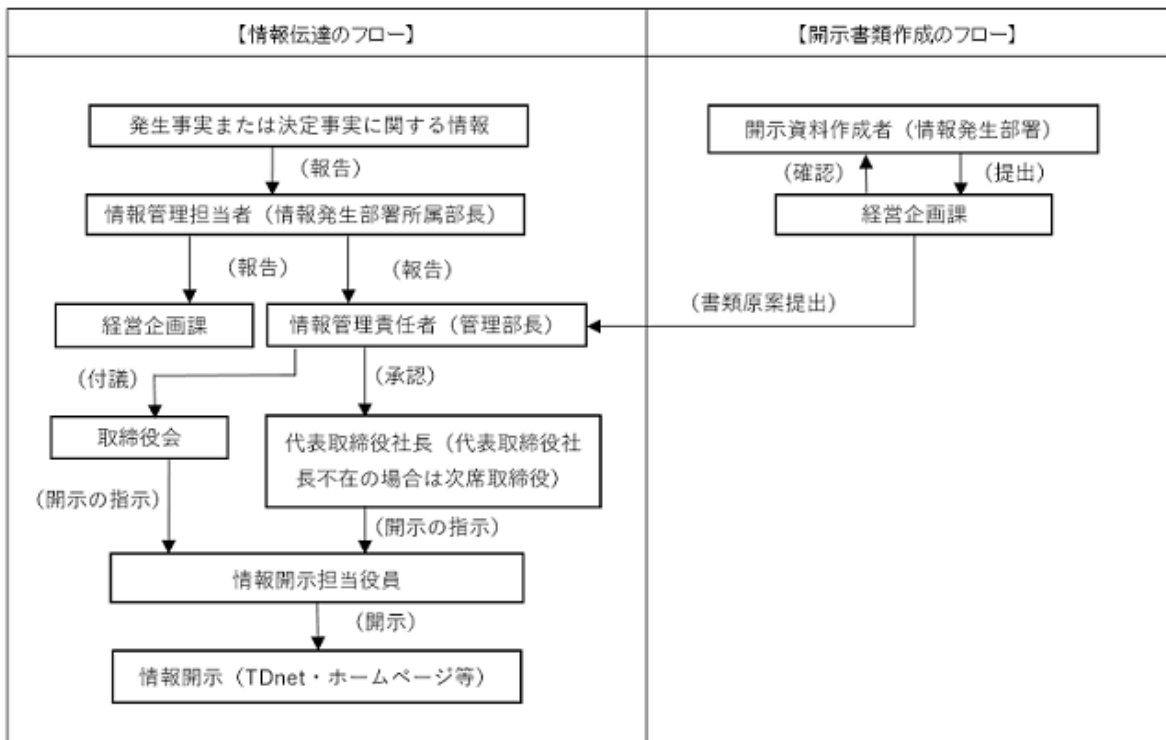 【情報伝達のフロー】
【開示書類作成のフロー】
発生事実または決定事実に関する情報
(報告)
情報管理担当者（情報発生部署所属部長）
(報告)
(報告)
経営企画課
情報管理責任者（管理部長）
(付議)
(承認)
取締役会
代表取締役社長（代表取締役社
長不在の場合は次席取締役）
(開示の指示)
(開示の指示)
情報開示担当役員
(開示)
情報開示（TDnet・ホームページ等）
開示資料作成者（情報発生部署）
(確認)
(提出)
経営企画課
(書類原案提出)